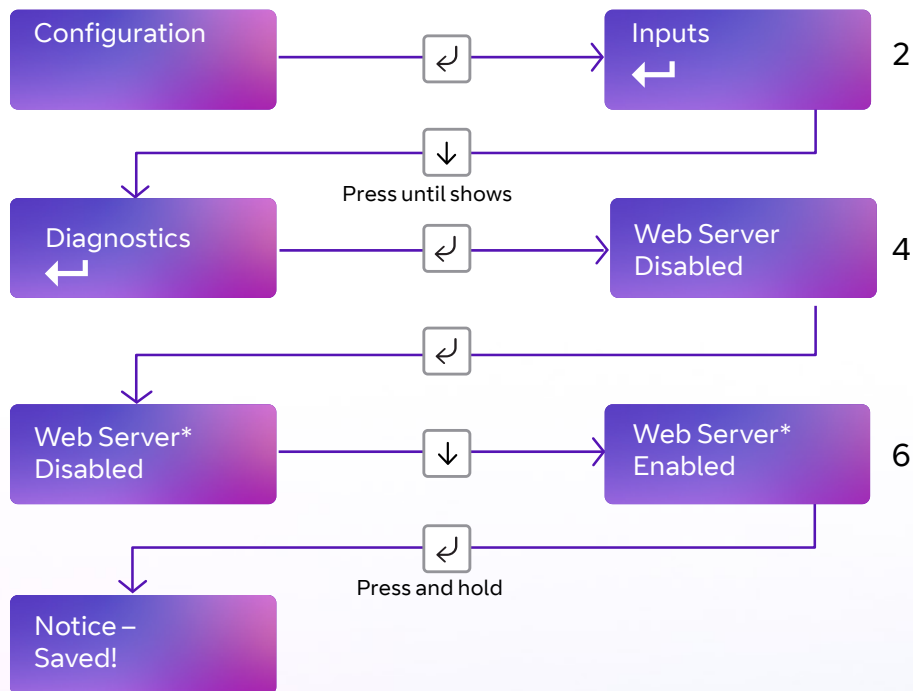 Configuration
Inputs
2
Press until shows
Diagnostics
Web Server
Disabled
4
Web Server*
Disabled
Web Server*
Enabled
6
Press and hold
Notice –
Saved!